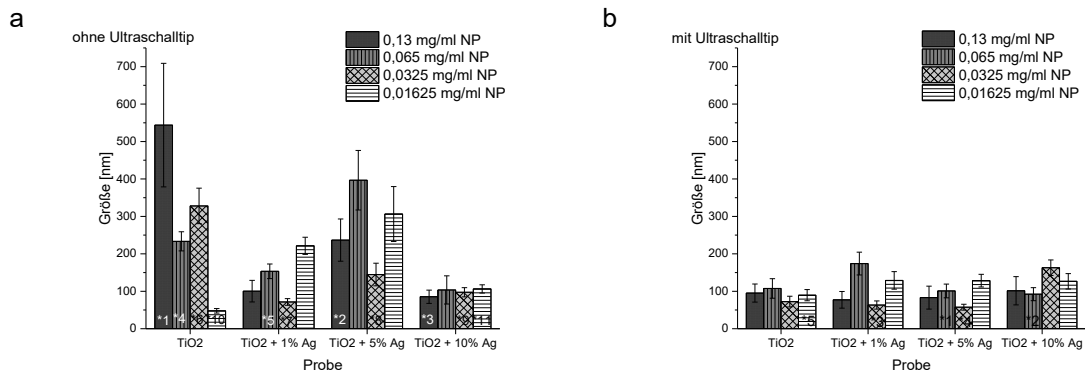 a
ohne Ultraschalltip
0,13 mg/ml NP
0,065 mg/ml NP
0,0325 mg/ml NP
0,01625 mg/ml NP
700
600
500
400
300
200
100
0
Größe [nm]
*1 *4 *6 *10
*5
*2
*3 *11
TiO2 TiO2 + 1% Ag TiO2 + 5% Ag TiO2 + 10% Ag
Probe
b
mit Ultraschalltip
0,13 mg/ml NP
0,065 mg/ml NP
0,0325 mg/ml NP
0,01625 mg/ml NP
700
600
500
400
300
200
100
0
Größe [nm]
*5
*1
*2
TiO2 TiO2 + 1% Ag TiO2 + 5% Ag TiO2 + 10% Ag
Probe